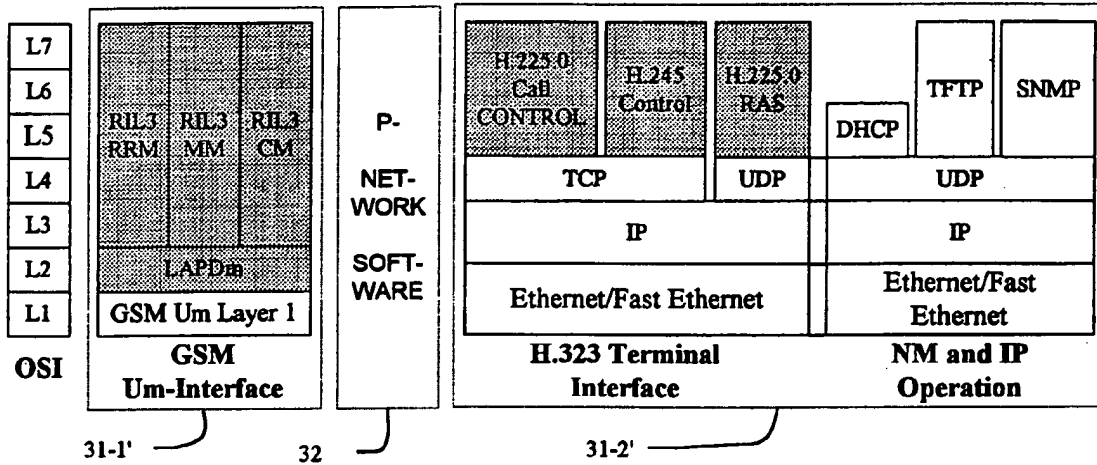 L7
L6
L5
L4
L3
L2
L1
OSI
RIL3
RRM
RIL3
MM
RIL3
CM
LAPDm
GSM Um Layer 1
GSM
Um-Interface
31-1'
P-
NET-
WORK
SOFT-
WARE
32
H.225.0
Call
CONTROL
H.245
Control
H.225.0
RAS
TCP
UDP
IP
Ethernet/Fast Ethernet
H.323 Terminal
Interface
DHCP
TFTP
SNMP
UDP
IP
Ethernet/Fast
Ethernet
NM and IP
Operation
31-2'